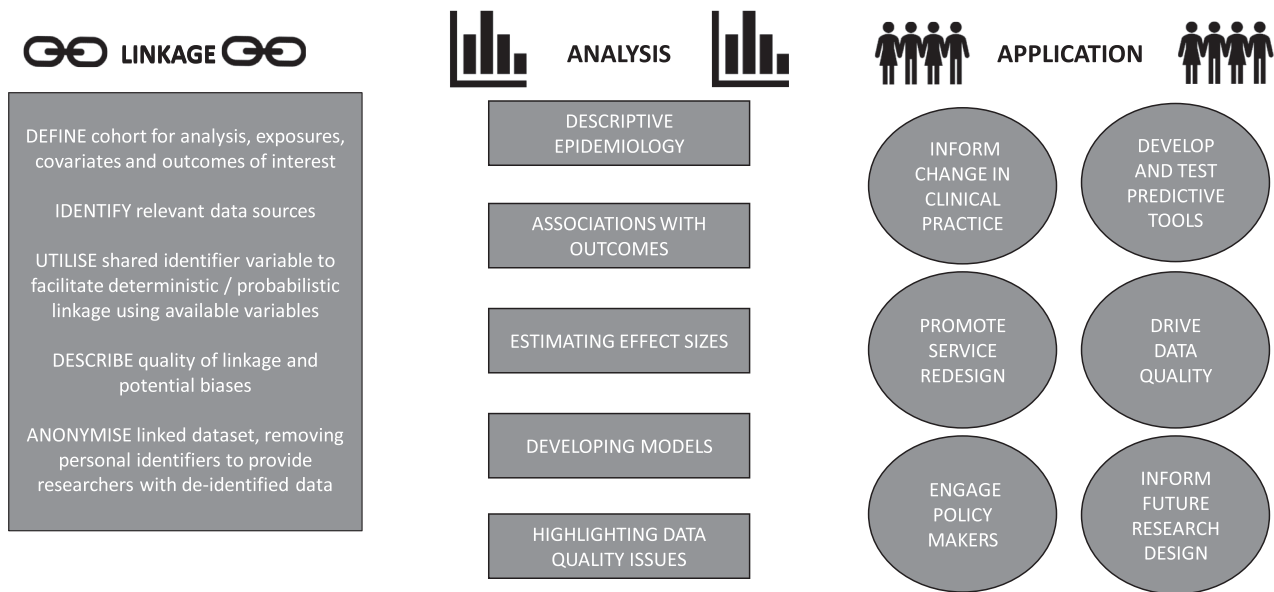 LINKAGE
DEFINE cohort for analysis, exposures,
covariates and outcomes of interest
IDENTIFY relevant data sources
UTILISE shared identifier variable to
facilitate deterministic / probabilistic
linkage using available variables
DESCRIBE quality of linkage and
potential biases
ANONYMISE linked dataset, removing
personal identifiers to provide
researchers with de-identified data
ANALYSIS
DESCRIPTIVE
EPIDEMIOLOGY
ASSOCIATIONS WITH
OUTCOMES
ESTIMATING EFFECT SIZES
DEVELOPING MODELS
HIGHLIGHTING DATA
QUALITY ISSUES
APPLICATION
INFORM
CHANGE IN
CLINICAL
PRACTICE
DEVELOP
AND TEST
PREDICTIVE
TOOLS
PROMOTE
SERVICE
REDESIGN
DRIVE
DATA
QUALITY
ENGAGE
POLICY
MAKERS
INFORM
FUTURE
RESEARCH
DESIGN